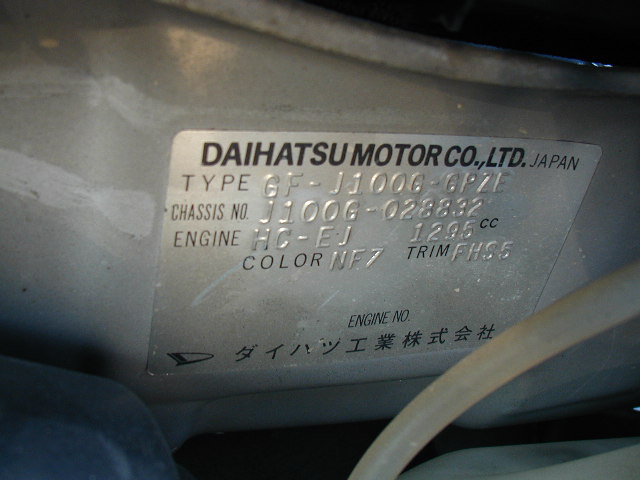 DAIHATSU MOTOR CO.,LTD. JAPAN
TYPE GF-J100G-GPZE
CHASSIS NO. J100G-028832
ENGINE HC-EJ 1295 CC
COLOR NF7 TRIM FHS5
ENGINE NO.
ダイハツ工業株式会社